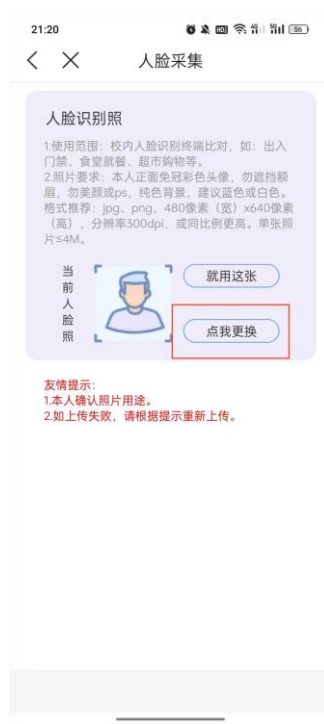 21:20
56
人脸采集
人脸识别照
1.使用范围：校内人脸识别终端比对，如：出入
门禁、食堂就餐、超市购物等。
2.照片要求：本人正面免冠彩色头像，勿遮挡额
眉，勿美颜或ps，纯色背景，建议蓝色或白色。
格式推荐：jpg、png，480像素（宽）x640像素
（高），分辨率300dpi，或同比例更高。单张照
片≤4M。
当
前
人
脸
照
就用这张
点我更换
友情提示：
1.本人确认照片用途。
2.如上传失败，请根据提示重新上传。